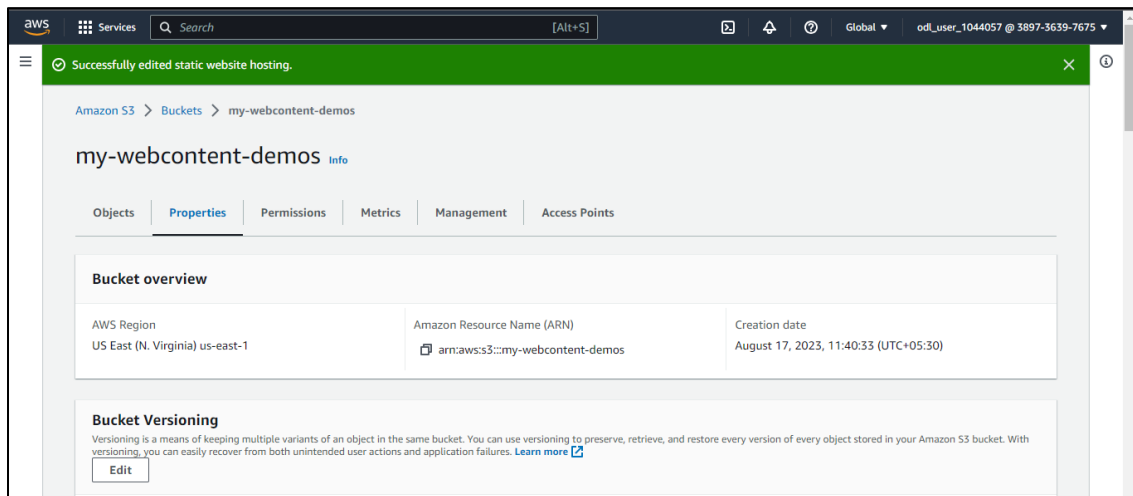 aws Services Search [Alt+S] Global ▼ odl_user_1044057 @ 3897-3639-7675 ▼
Successfully edited static website hosting.
Amazon S3 > Buckets > my-webcontent-demos
my-webcontent-demos Info
Objects Properties Permissions Metrics Management Access Points
Bucket overview
AWS Region Amazon Resource Name (ARN) Creation date
US East (N. Virginia) us-east-1 arn:aws:s3:::my-webcontent-demos August 17, 2023, 11:40:33 (UTC+05:30)
Bucket Versioning
Versioning is a means of keeping multiple variants of an object in the same bucket. You can use versioning to preserve, retrieve, and restore every version of every object stored in your Amazon S3 bucket. With
versioning, you can easily recover from both unintended user actions and application failures. Learn more
Edit